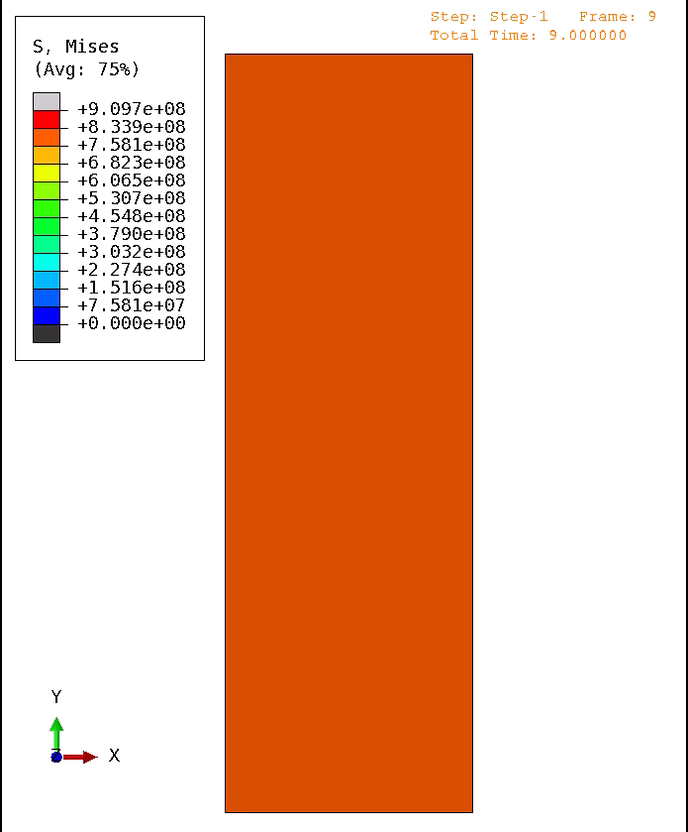 Step: Step-1 Frame: 9
Total Time: 9.000000
S, Mises
(Avg: 75%)
+9.097e+08
+8.339e+08
+7.581e+08
+6.823e+08
+6.065e+08
+5.307e+08
+4.548e+08
+3.790e+08
+3.032e+08
+2.274e+08
+1.516e+08
+7.581e+07
+0.000e+00
Y
Z
X